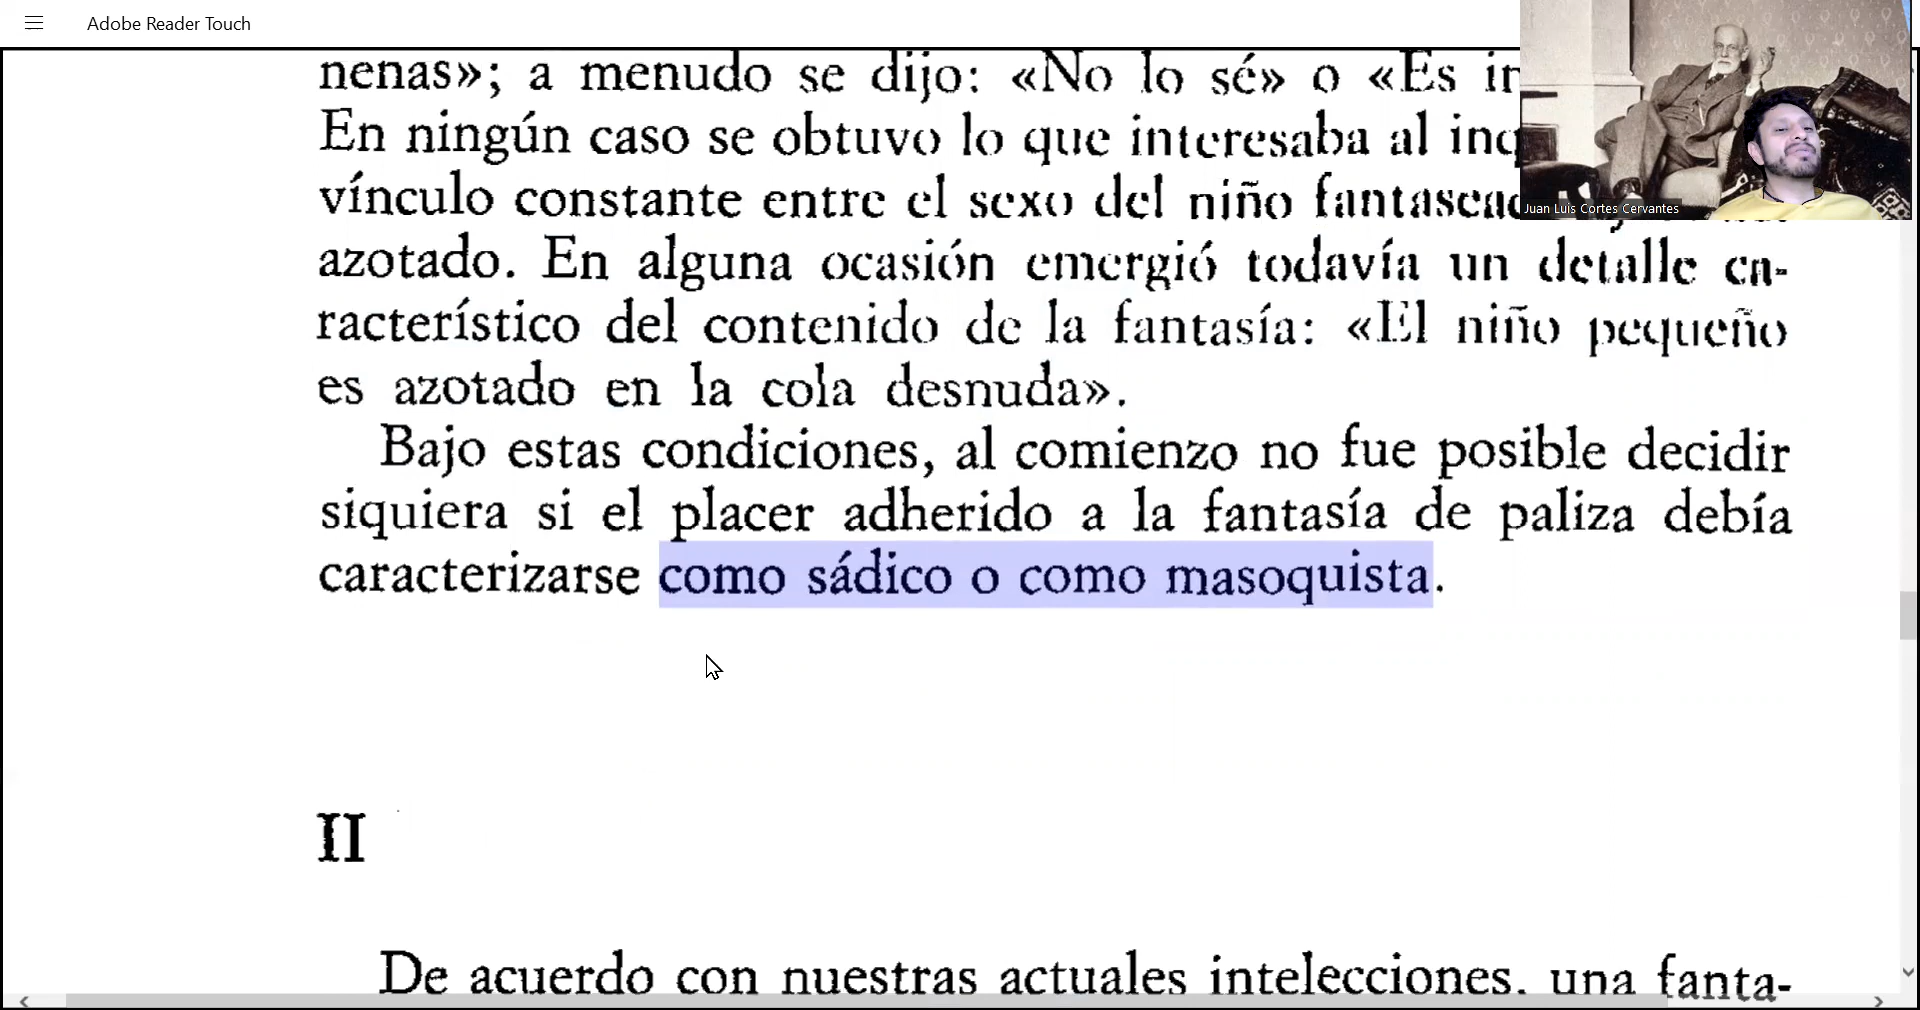 Adobe Reader Touch
nenas»; a menudo se dijo: «No lo sé» o «Es
En ningún caso se obtuvo lo que interesaba al
vínculo constante entre el sexo del niño
azotado. En alguna ocasión emergió todavía un detalle ca-
racterístico del contenido de la fantasía: «El niño pequeño
es azotado en la cola desnuda».
Bajo estas condiciones, al comienzo no fue posible decidir
siquiera si el placer adherido a la fantasía de paliza debía
caracterizarse como sádico o como masoquista.
II
De acuerdo con nuestras actuales intelecciones, una fanta-
Juan Luis Cortes Cervantes